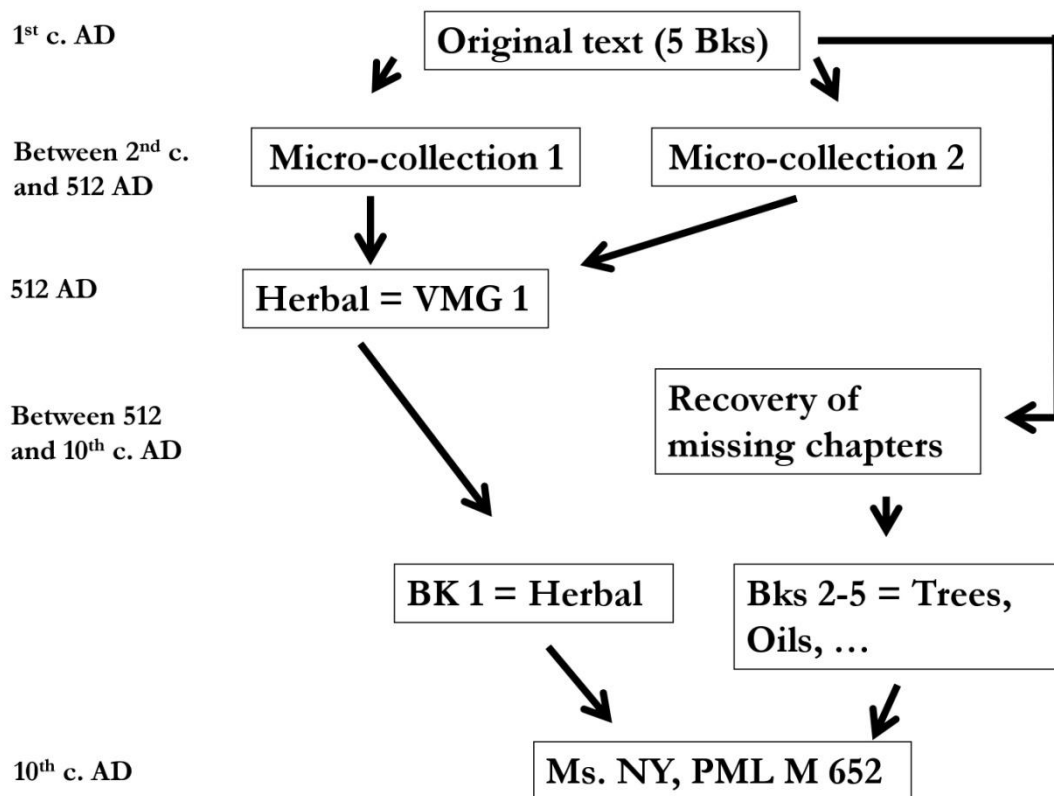 1st c. AD
Original text (5 Bks)
Between 2nd c.
and 512 AD
Micro-collection 1
Micro-collection 2
512 AD
Herbal = VMG 1
Between 512
and 10th c. AD
Recovery of
missing chapters
BK 1 = Herbal
Bks 2-5 = Trees,
Oils, …
10th c. AD
Ms. NY, PML M 652